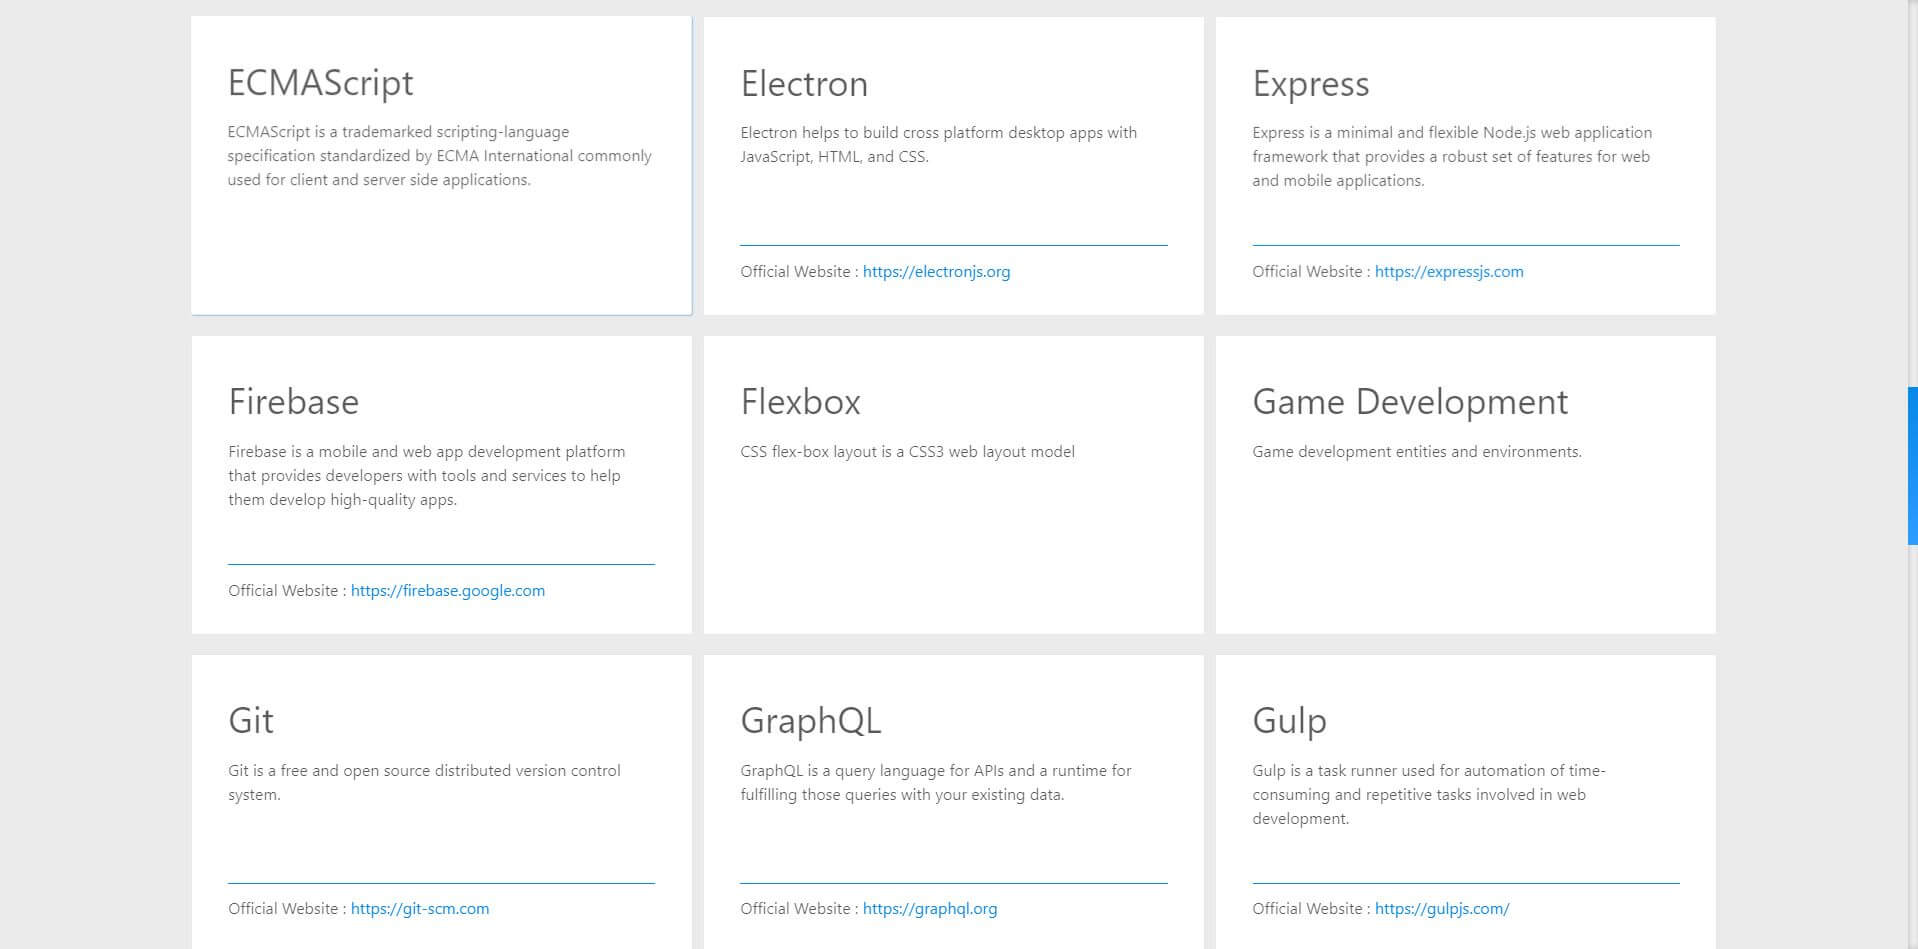 ECMAScript
ECMAScript is a trademarked scripting-language
specification standardized by ECMA International commonly
used for client and server side applications.
Electron
Electron helps to build cross platform desktop apps with
JavaScript, HTML, and CSS.
Official Website : https://electronjs.org
Express
Express is a minimal and flexible Node.js web application
framework that provides a robust set of features for web
and mobile applications.
Official Website : https://expressjs.com
Firebase
Firebase is a mobile and web app development platform
that provides developers with tools and services to help
them develop high-quality apps.
Official Website : https://firebase.google.com
Flexbox
CSS flex-box layout is a CSS3 web layout model
Game Development
Game development entities and environments.
Git
Git is a free and open source distributed version control
system.
Official Website : https://git-scm.com
GraphQL
GraphQL is a query language for APIs and a runtime for
fulfilling those queries with your existing data.
Official Website : https://graphql.org
Gulp
Gulp is a task runner used for automation of time-
consuming and repetitive tasks involved in web
development.
Official Website : https://gulpjs.com/